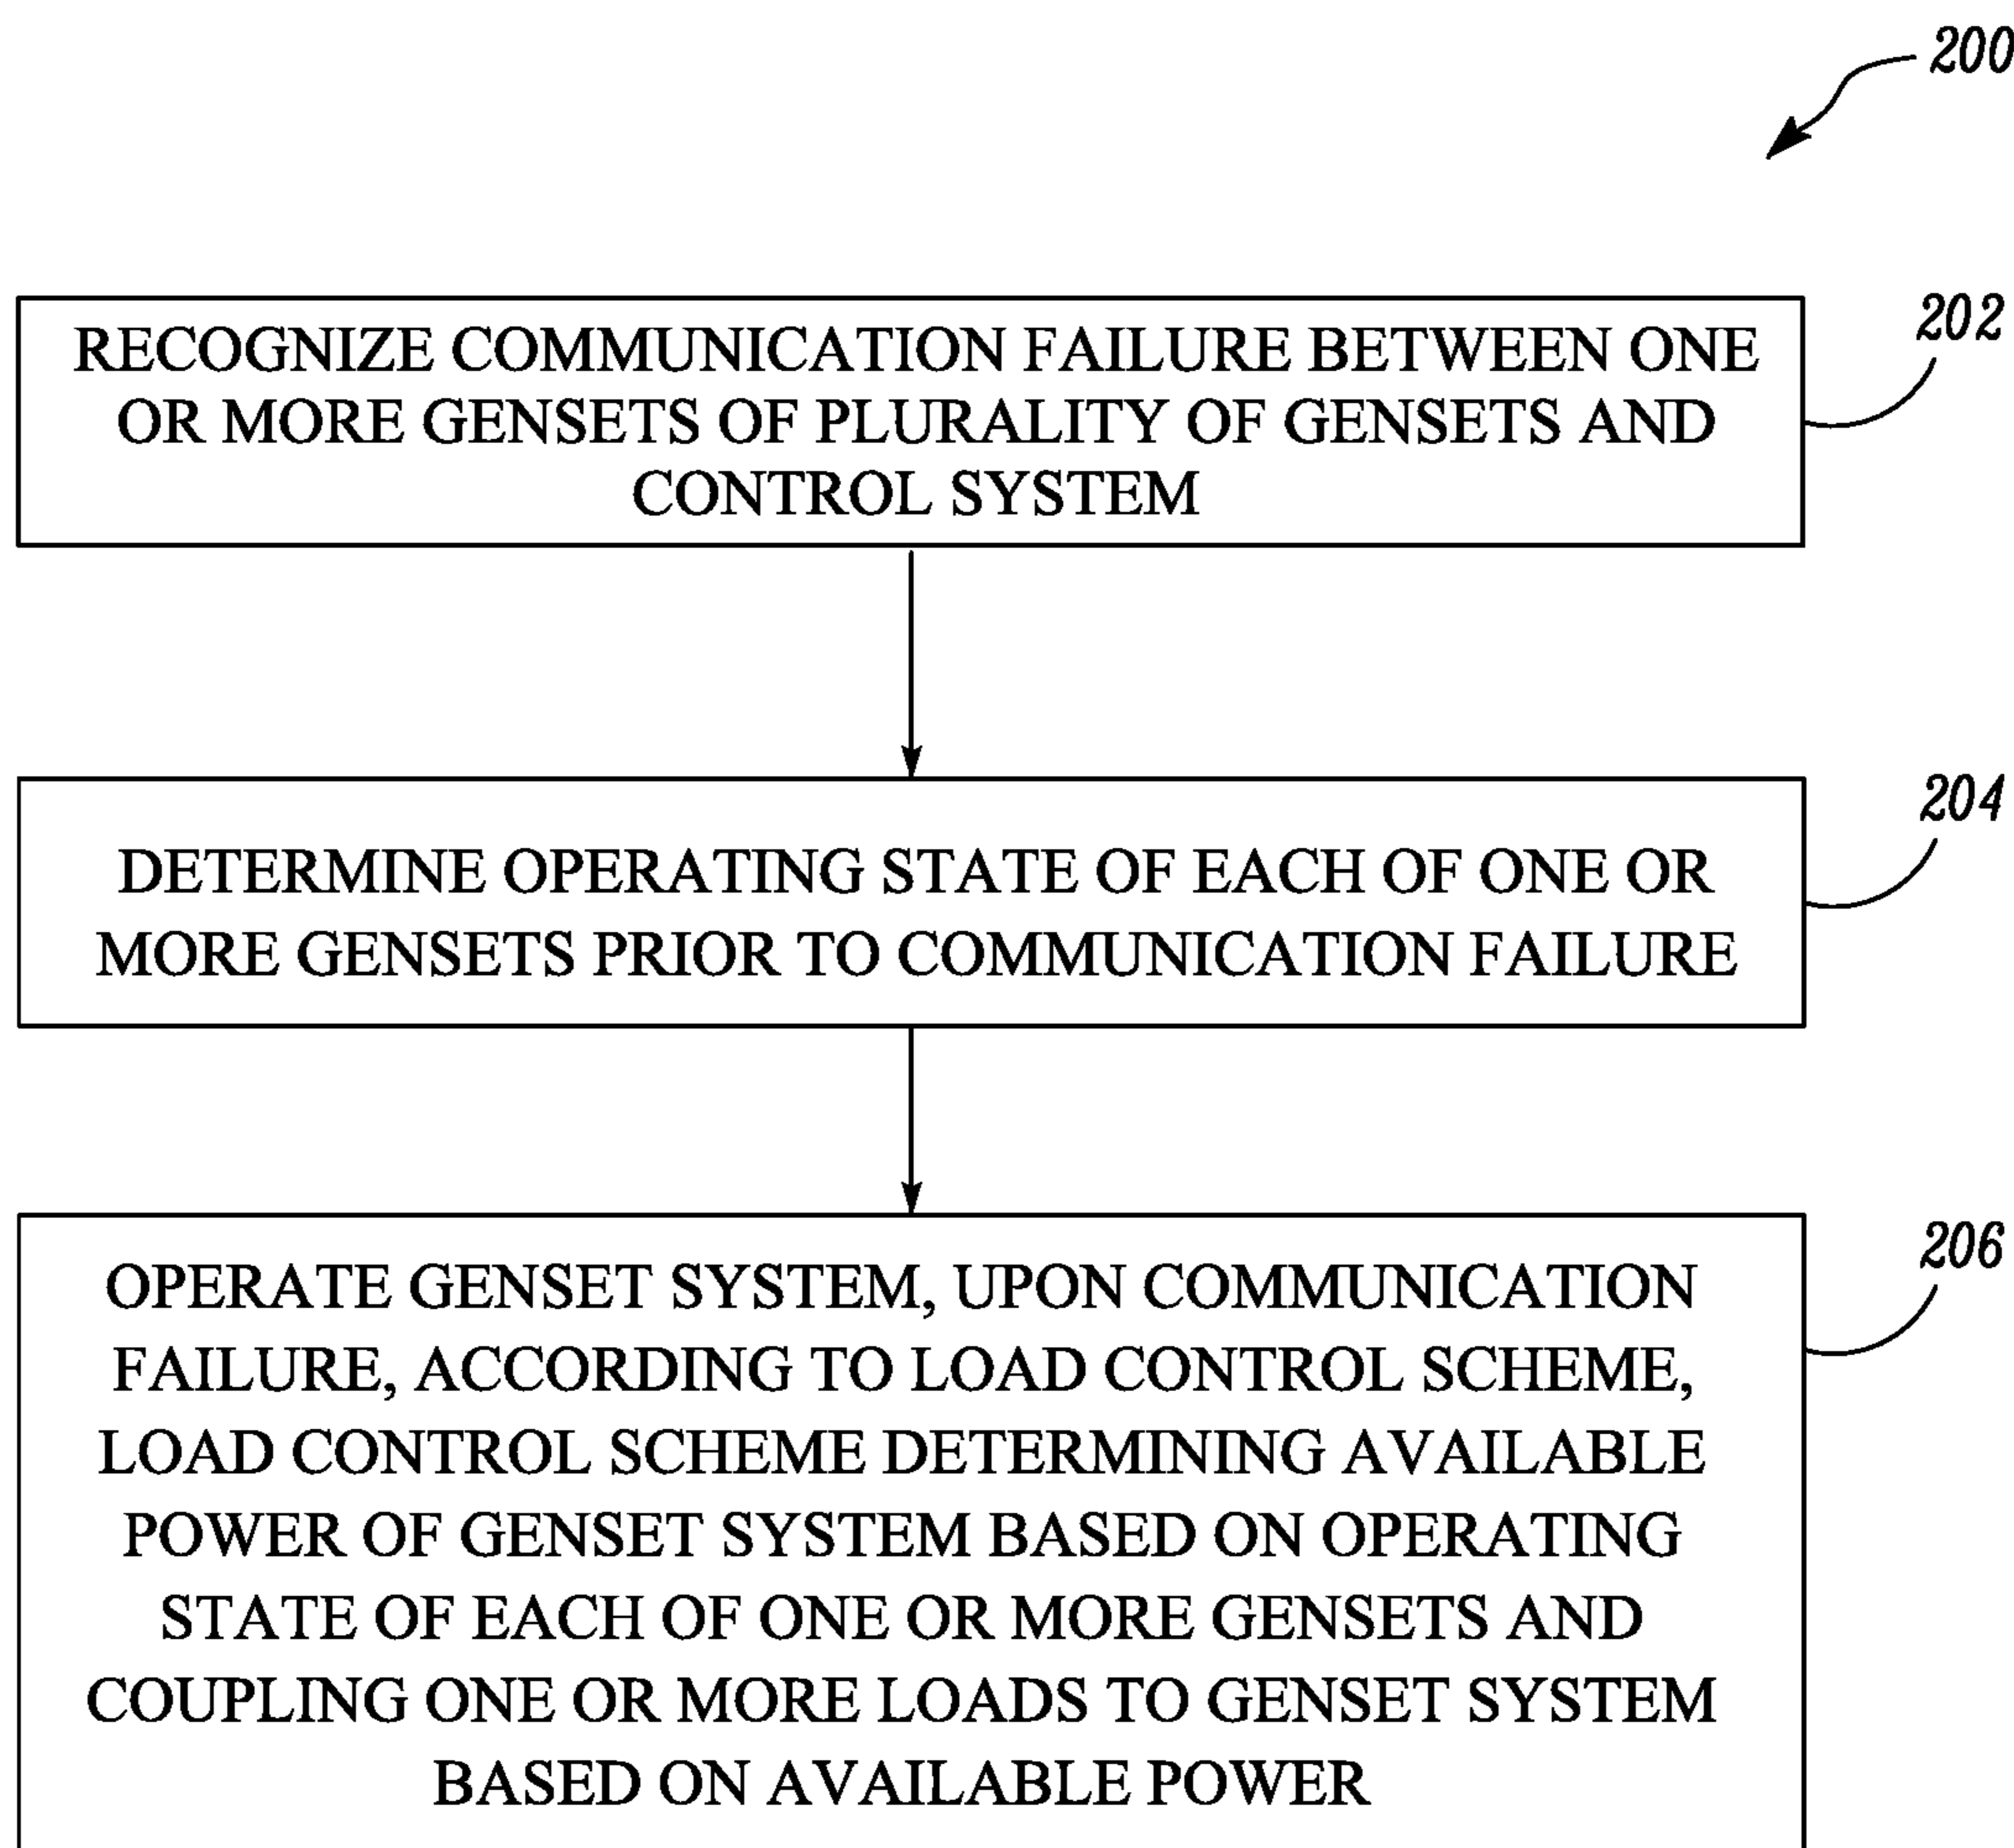 200
RECOGNIZE COMMUNICATION FAILURE BETWEEN ONE
OR MORE GENSETS OF PLURALITY OF GENSETS AND
CONTROL SYSTEM
202
DETERMINE OPERATING STATE OF EACH OF ONE OR
MORE GENSETS PRIOR TO COMMUNICATION FAILURE
204
OPERATE GENSET SYSTEM, UPON COMMUNICATION
FAILURE, ACCORDING TO LOAD CONTROL SCHEME,
LOAD CONTROL SCHEME DETERMINING AVAILABLE
POWER OF GENSET SYSTEM BASED ON OPERATING
STATE OF EACH OF ONE OR MORE GENSETS AND
COUPLING ONE OR MORE LOADS TO GENSET SYSTEM
BASED ON AVAILABLE POWER
206